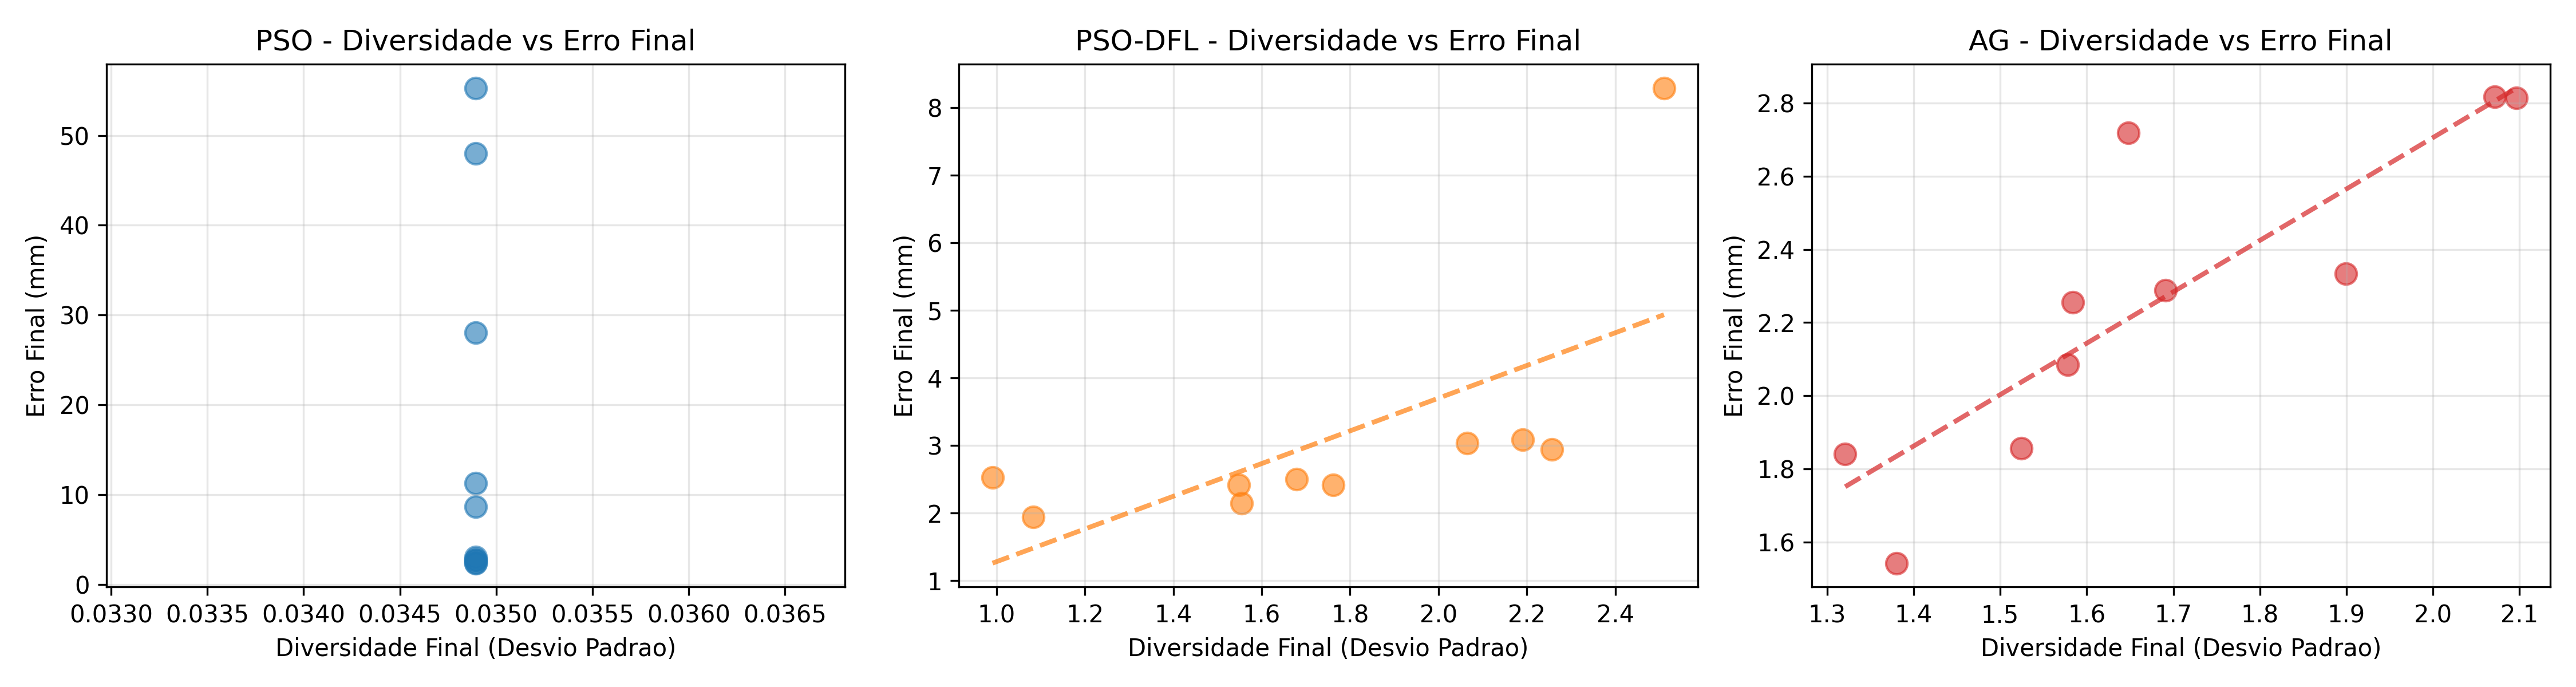 PSO - Diversidade vs Erro Final
Erro Final (mm)
50
40
30
20
10
0
0.0330 0.0335 0.0340 0.0345 0.0350 0.0355 0.0360 0.0365
Diversidade Final (Desvio Padrao)
PSO-DFL - Diversidade vs Erro Final
Erro Final (mm)
8
7
6
5
4
3
2
1
1.0 1.2 1.4 1.6 1.8 2.0 2.2 2.4
Diversidade Final (Desvio Padrao)
AG - Diversidade vs Erro Final
Erro Final (mm)
2.8
2.6
2.4
2.2
2.0
1.8
1.6
1.3 1.4 1.5 1.6 1.7 1.8 1.9 2.0 2.1
Diversidade Final (Desvio Padrao)